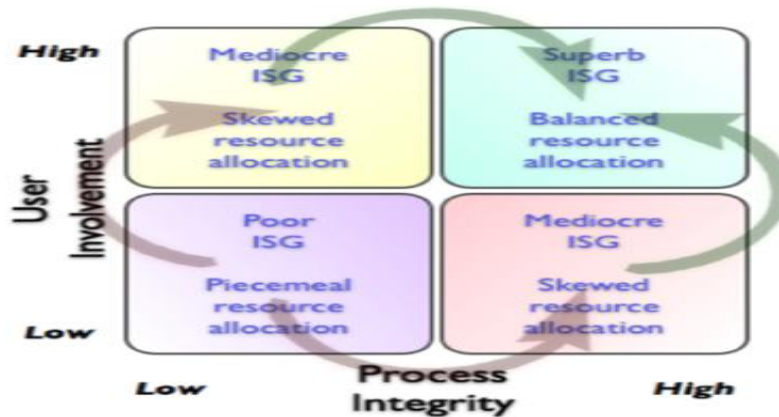 High
Mediocre
ISG
Skewed
resource
allocation
Superb
ISG
Balanced
resource
allocation
User
Involvement
Poor
ISG
Piecemeal
resource
allocation
Mediocre
ISG
Skewed
resource
allocation
Low
Low
Process
Integrity
High